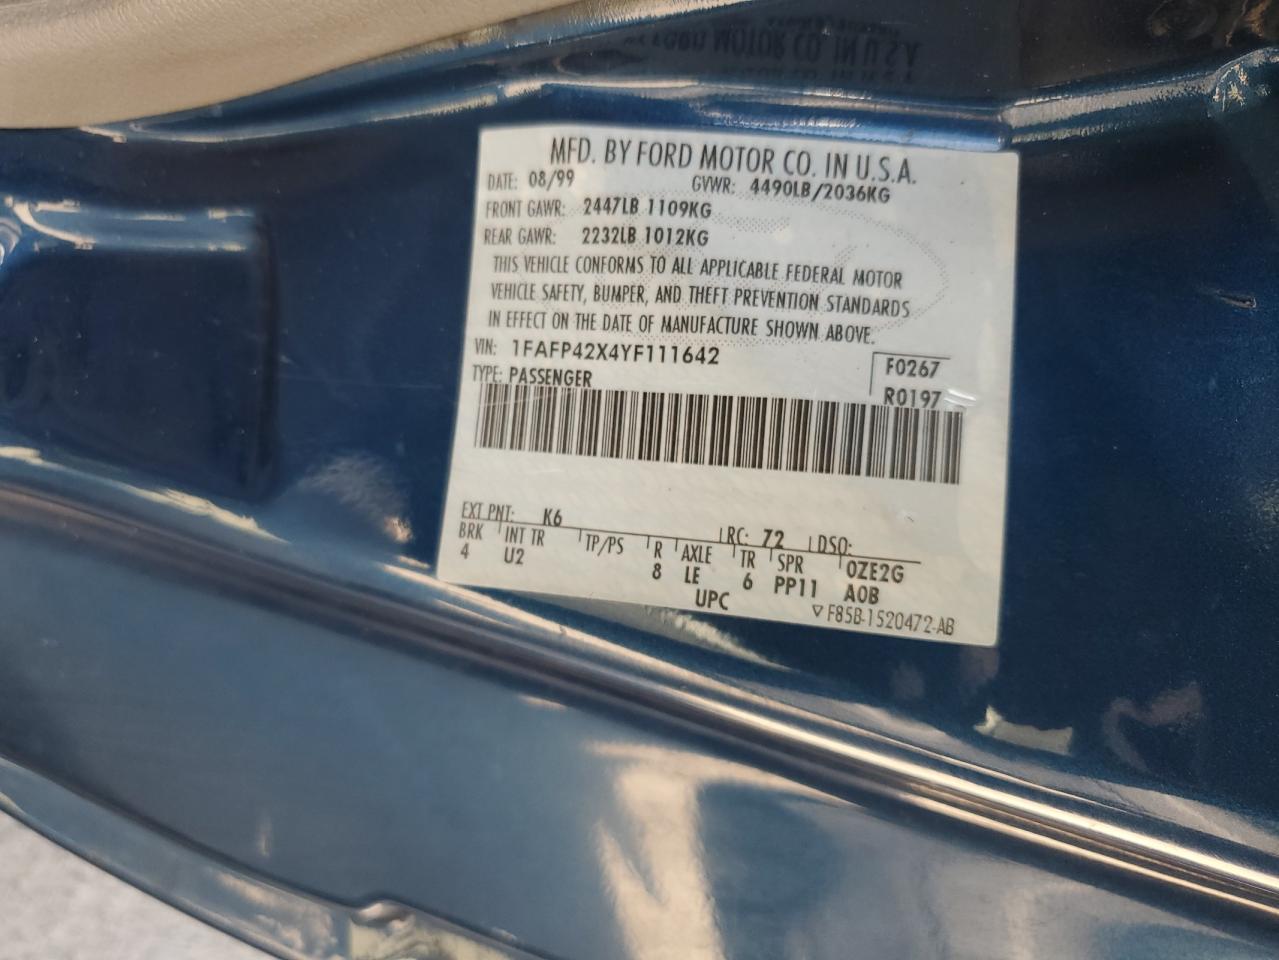 MFD. BY FORD MOTOR CO. IN U.S.A.
DATE: 08/99 GVWR: 4490LB/2036KG
FRONT GAWR: 2447LB 1109KG
REAR GAWR: 2232LB 1012KG
THIS VEHICLE CONFORMS TO ALL APPLICABLE FEDERAL MOTOR
VEHICLE SAFETY, BUMPER, AND THEFT PREVENTION STANDARDS
IN EFFECT ON THE DATE OF MANUFACTURE SHOWN ABOVE.
VIN: 1FAFP42X4YF111642 F0267
TYPE: PASSENGER R0197
EXT PNT: K6 RC: 72 DSO:
BRK INT TR TP/PS R AXLE TR SPR 0ZE2G
4 U2 8 LE 6 PP11 A0B
UPC ▽ F85B-1520472-AB